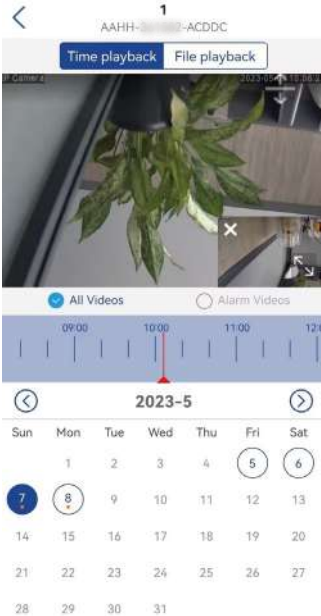 1
AAHH- -ACDDC
Time playback File playback
IP Camera
All Videos Alarm Videos
09:00 10:00 11:00
2023-5
Sun Mon Tue Wed Thu Fri Sat
1 2 3 4 5 6
7 8 9 10 11 12 13
14 15 16 17 18 19 20
21 22 23 24 25 26 27
28 29 30 31